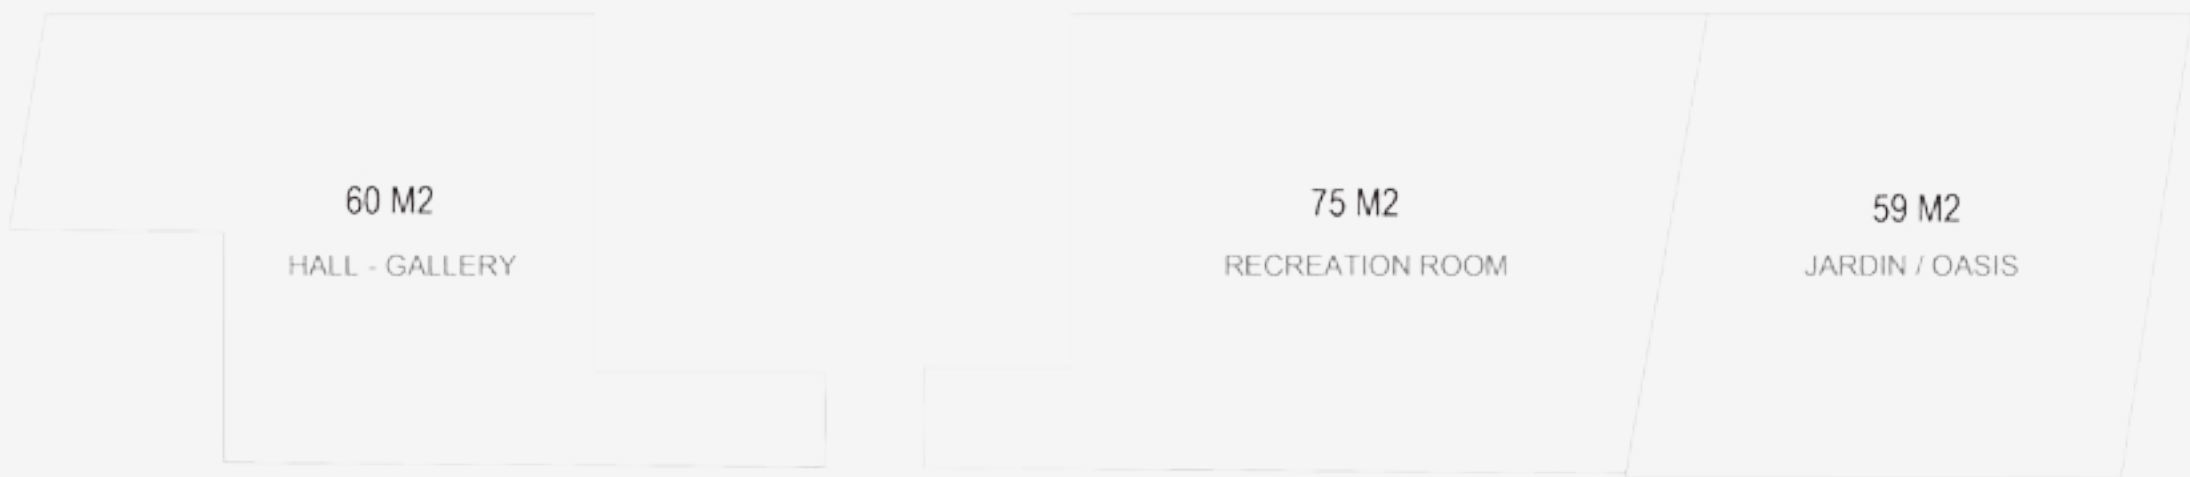 60 M2
HALL - GALLERY
75 M2
RECREATION ROOM
59 M2
JARDIN / OASIS